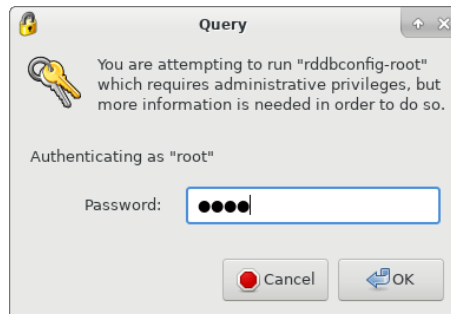 Query
You are attempting to run "rddbconfig-root"
which requires administrative privileges, but
more information is needed in order to do so.
Authenticating as "root"
Password: ●●●●
Cancel OK